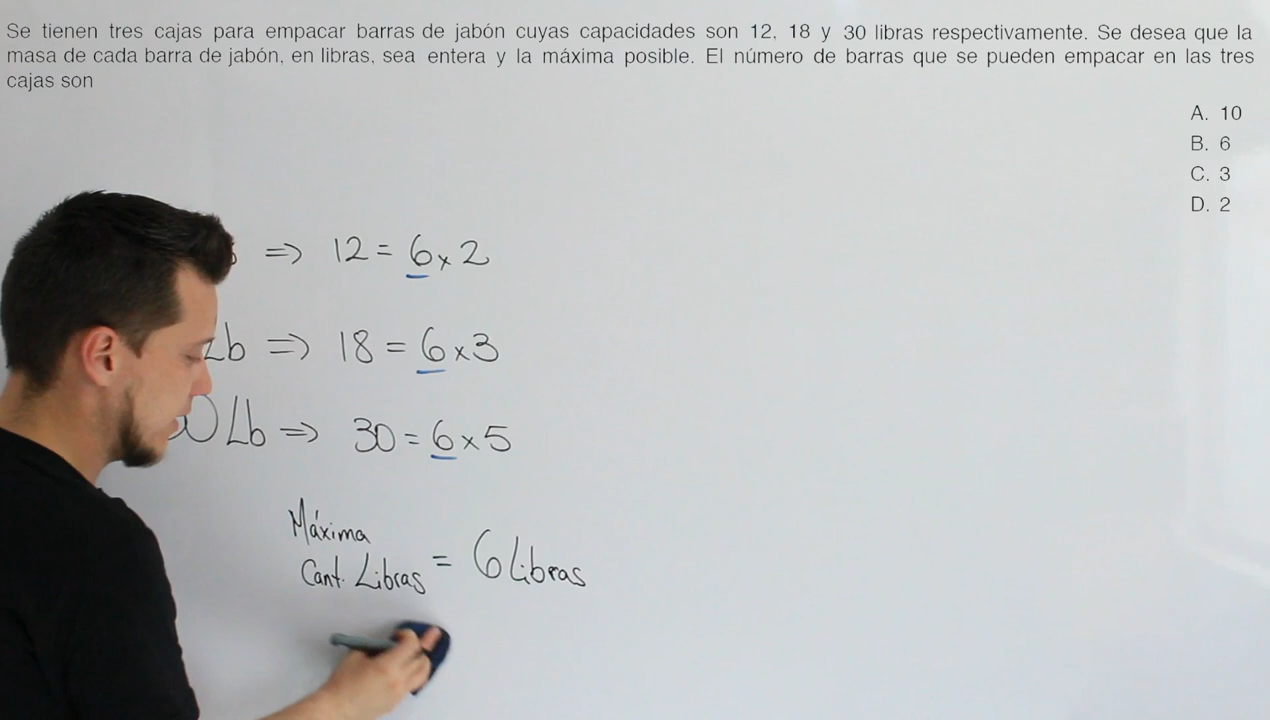 Se tienen tres cajas para empacar barras de jabón cuyas capacidades son 12, 18 y 30 libras respectivamente. Se desea que la
masa de cada barra de jabón, en libras, sea entera y la máxima posible. El número de barras que se pueden empacar en las tres
cajas son
A. 10
B. 6
C. 3
D. 2
=> 12 = 6 x 2
Lb => 18 = 6 x 3
Lb => 30 = 6 x 5
Máxima
Cant. Libras = 6 Libras